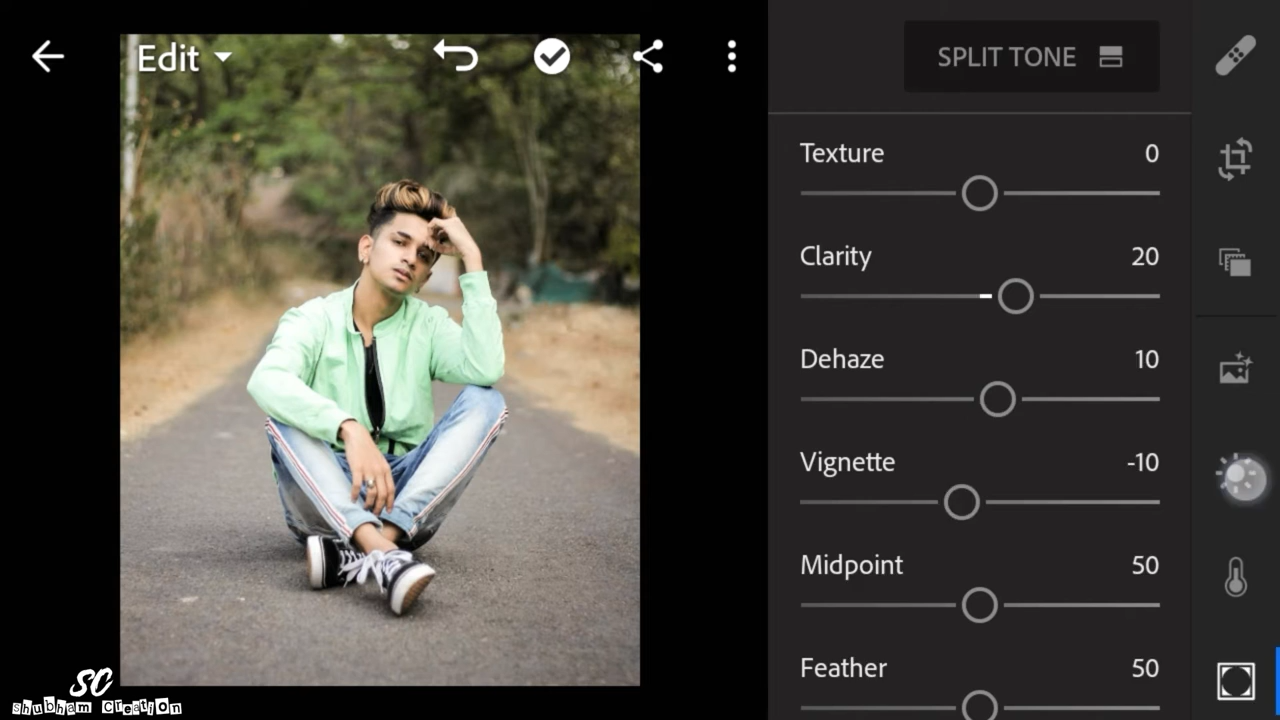 Edit
SPLIT TONE
Texture 0
Clarity 20
Dehaze 10
Vignette -10
Midpoint 50
Feather 50
SC
shubham Creation